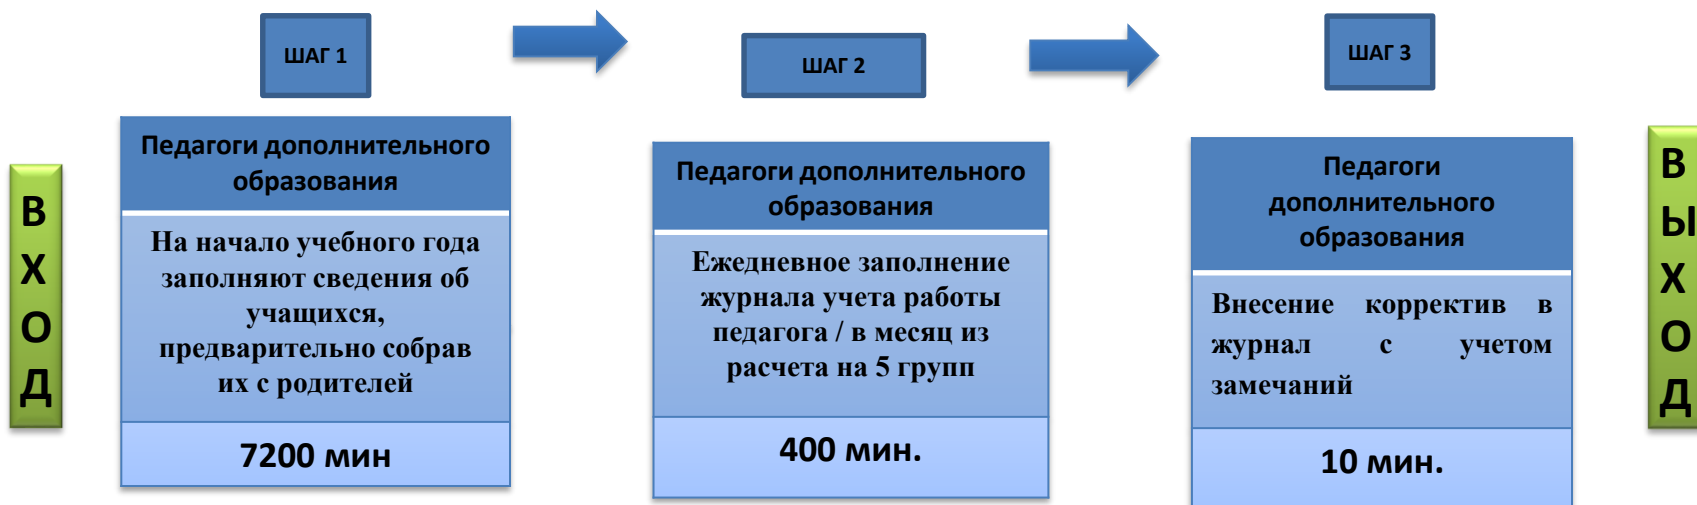 ШАГ 1
ШАГ 2
ШАГ 3
В
Х
О
Д
Педагоги дополнительного
образования
На начало учебного года
заполняют сведения об
учащихся,
предварительно собрав
их с родителей
7200 мин
Педагоги дополнительного
образования
Ежедневное заполнение
журнала учета работы
педагога / в месяц из
расчета на 5 групп
400 мин.
Педагоги
дополнительного
образования
Внесение корректив в
журнал с учетом
замечаний
10 мин.
В
Ы
Х
О
Д